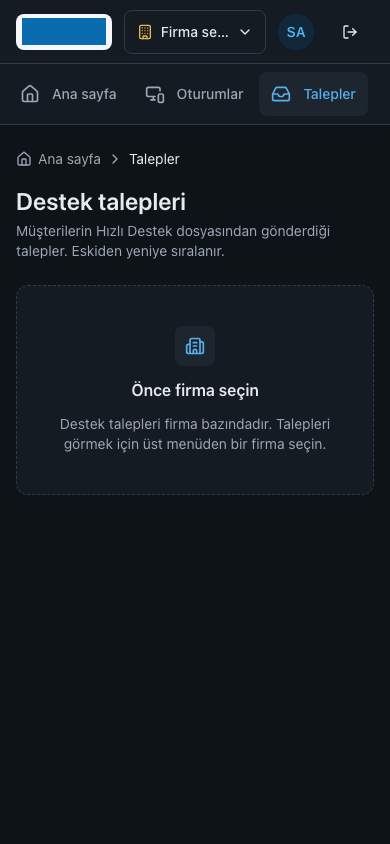 Firma se...
SA
Ana sayfa
Oturumlar
Talepler
Ana sayfa
Talepler
Destek talepleri
Müşterilerin Hızlı Destek dosyasından gönderdiği
talepler. Eskiden yeniye sıralanır.
Önce firma seçin
Destek talepleri firma bazındadır. Talepleri
görmek için üst menüden bir firma seçin.